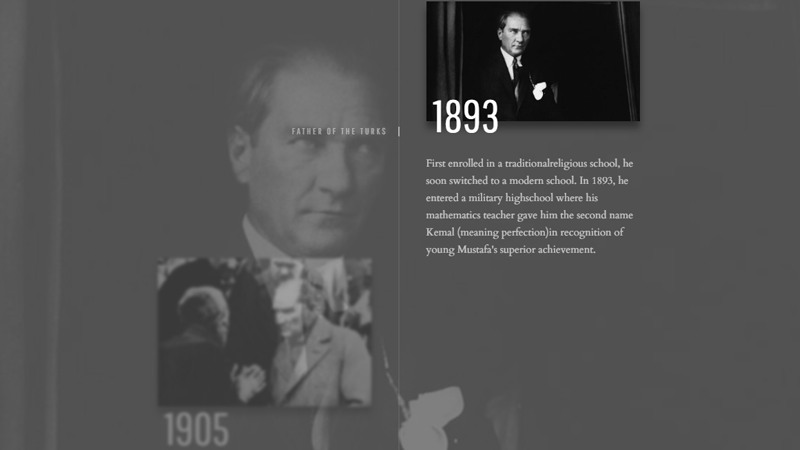 FATHER OF THE TURKS
1893
First enrolled in a traditionalreligious school, he
soon switched to a modern school. In 1893, he
entered a military highschool where his
mathematics teacher gave him the second name
Kemal (meaning perfection)in recognition of
young Mustafa's superior achievement.
1905